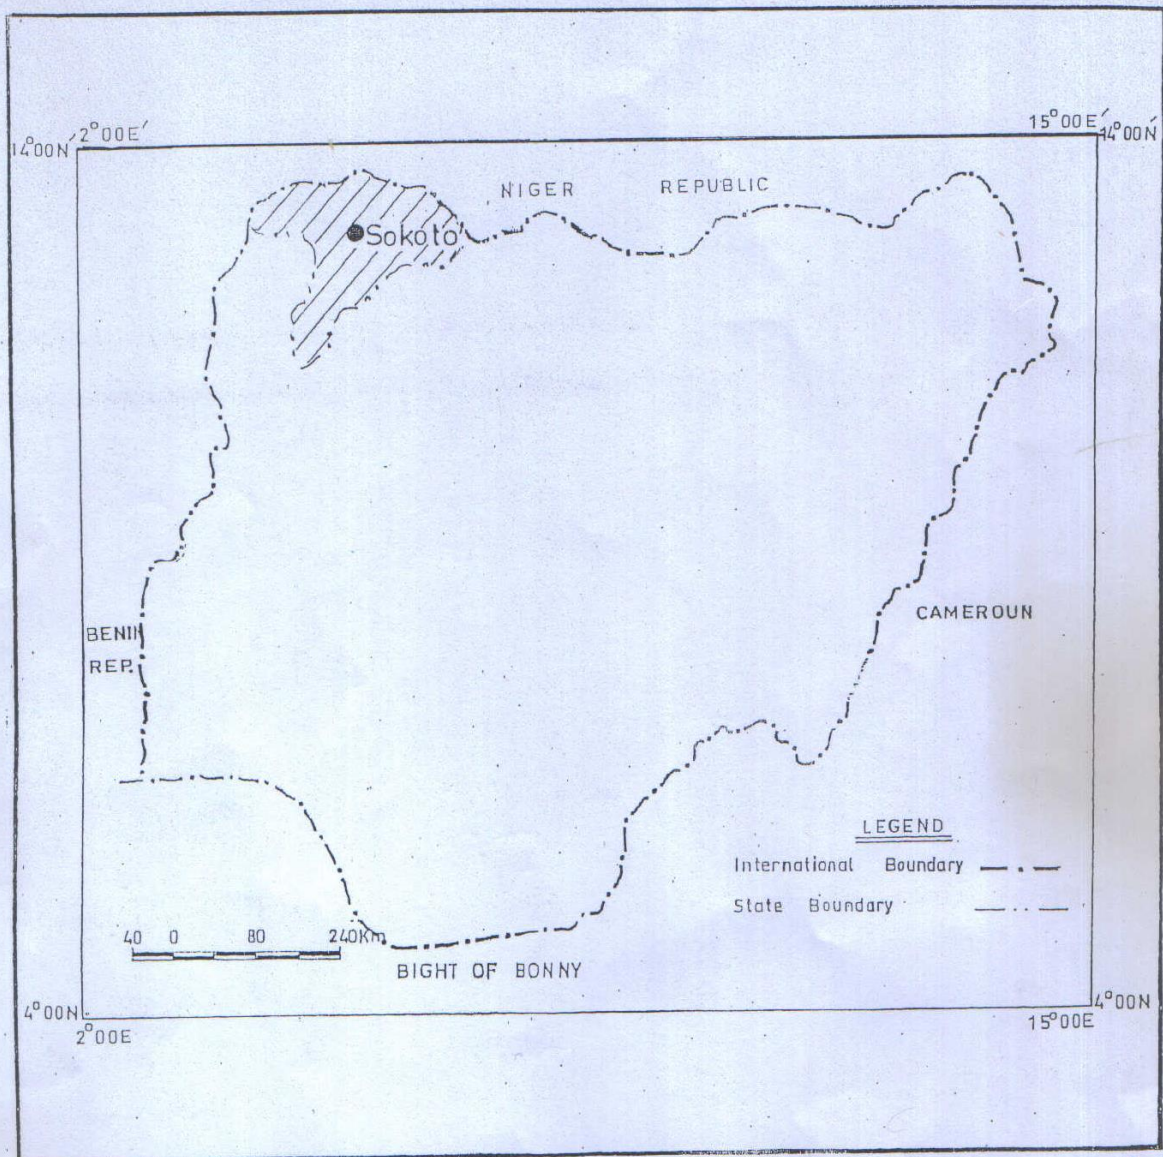 2°00E′
15°00E′
14°00N′
14°00N′
NIGER REPUBLIC
Sokoto
BENIN
REP.
CAMEROUN
LEGEND
International Boundary
State Boundary
40 0 80 240Km
BIGHT OF BONNY
4°00N
4°00N
2°00E
15°00E